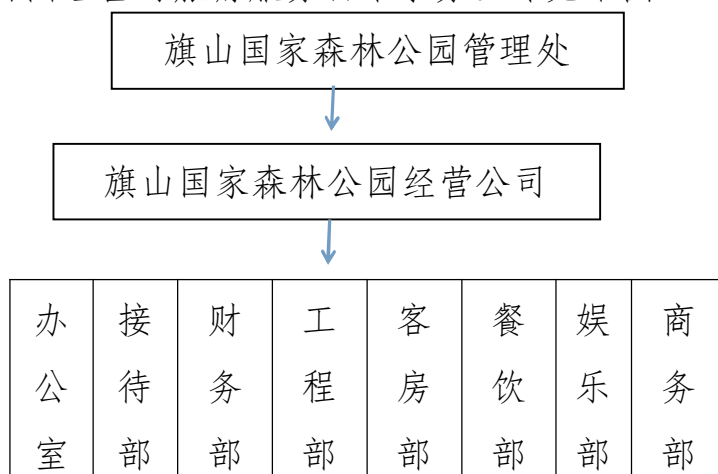 旗山国家森林公园管理处
旗山国家森林公园经营公司
办公室
接待部
财务部
工程部
客房部
餐饮部
娱乐部
商务部